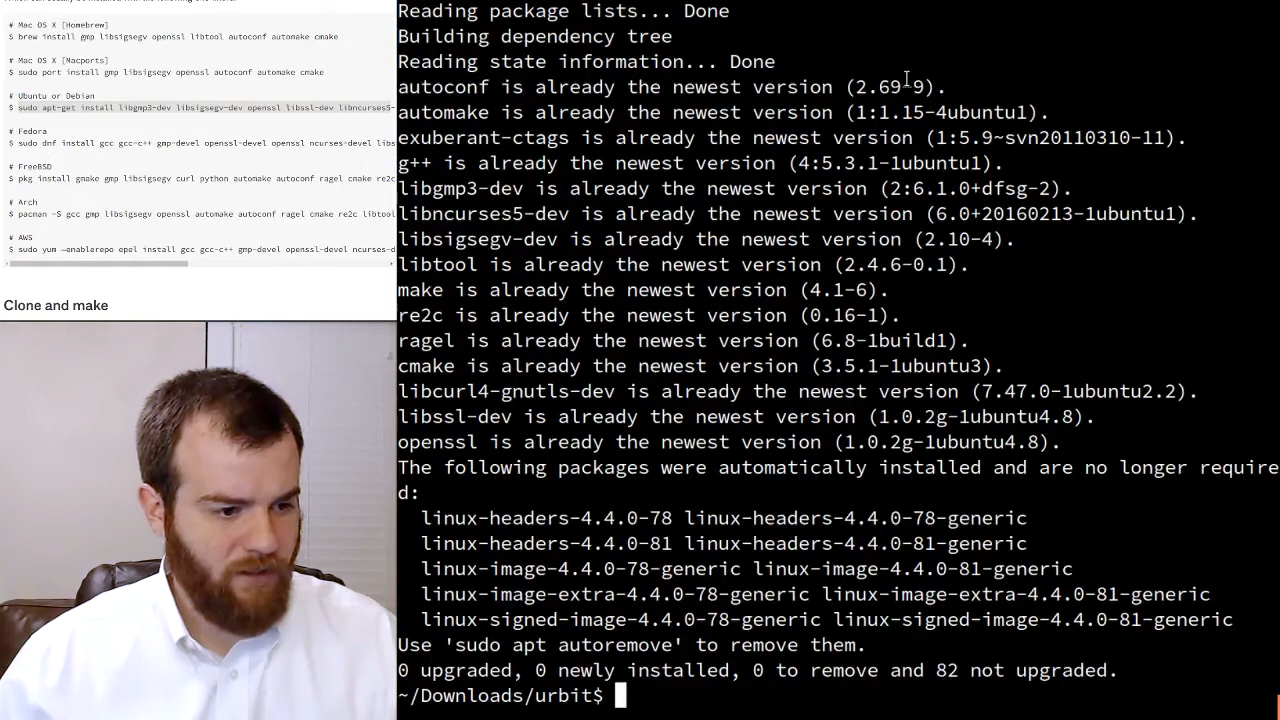 # Mac OS X [Homebrew]
$ brew install gmp libsigsegv openssl libtool autoconf automake cmake
# Mac OS X [Macports]
$ sudo port install gmp libsigsegv openssl autoconf automake cmake
# Ubuntu or Debian
$ sudo apt-get install libgmp3-dev libsigsegv-dev openssl libssl-dev libncurses5-
# Fedora
$ sudo dnf install gcc gcc-c++ gmp-devel openssl-devel openssl ncurses-devel libs
# FreeBSD
$ pkg install gmake gmp libsigsegv curl python automake autoconf ragel cmake re2c
# Arch
$ pacman -S gcc gmp libsigsegv openssl automake autoconf ragel cmake re2c libtool
# AWS
$ sudo yum —enablerepo epel install gcc gcc-c++ gmp-devel openssl-devel ncurses-d
Clone and make
Reading package lists... Done
Building dependency tree
Reading state information... Done
autoconf is already the newest version (2.69-9).
automake is already the newest version (1:1.15-4ubuntu1).
exuberant-ctags is already the newest version (1:5.9~svn20110310-11).
g++ is already the newest version (4:5.3.1-1ubuntu1).
libgmp3-dev is already the newest version (2:6.1.0+dfsg-2).
libncurses5-dev is already the newest version (6.0+20160213-1ubuntu1).
libsigsegv-dev is already the newest version (2.10-4).
libtool is already the newest version (2.4.6-0.1).
make is already the newest version (4.1-6).
re2c is already the newest version (0.16-1).
ragel is already the newest version (6.8-1build1).
cmake is already the newest version (3.5.1-1ubuntu3).
libcurl4-gnutls-dev is already the newest version (7.47.0-1ubuntu2.2).
libssl-dev is already the newest version (1.0.2g-1ubuntu4.8).
openssl is already the newest version (1.0.2g-1ubuntu4.8).
The following packages were automatically installed and are no longer require
d:
linux-headers-4.4.0-78 linux-headers-4.4.0-78-generic
linux-headers-4.4.0-81 linux-headers-4.4.0-81-generic
linux-image-4.4.0-78-generic linux-image-4.4.0-81-generic
linux-image-extra-4.4.0-78-generic linux-image-extra-4.4.0-81-generic
linux-signed-image-4.4.0-78-generic linux-signed-image-4.4.0-81-generic
Use 'sudo apt autoremove' to remove them.
0 upgraded, 0 newly installed, 0 to remove and 82 not upgraded.
~/Downloads/urbit$